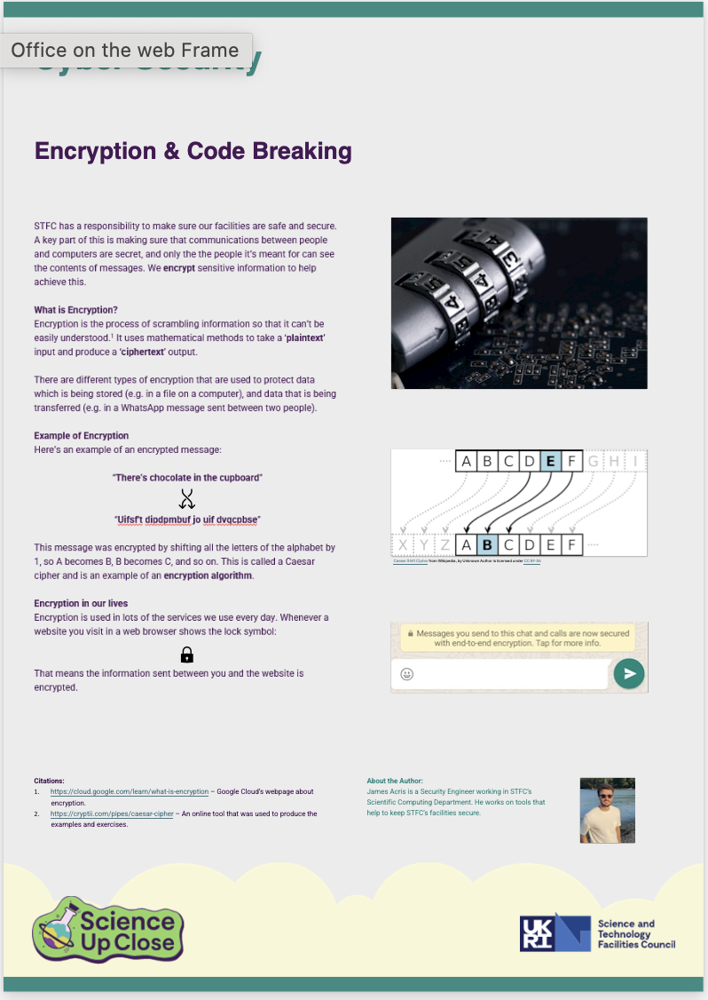 Office on the web Frame
Cyber Security
Encryption & Code Breaking
STFC has a responsibility to make sure our facilities are safe and secure.
A key part of this is making sure that communications between people
and computers are secret, and only the the people it's meant for can see
the contents of messages. We encrypt sensitive information to help
achieve this.
What is Encryption?
Encryption is the process of scrambling information so that it can't be
easily understood.¹ It uses mathematical methods to take a 'plaintext'
input and produce a 'ciphertext' output.
There are different types of encryption that are used to protect data
which is being stored (e.g. in a file on a computer), and data that is being
transferred (e.g. in a WhatsApp message sent between two people).
Example of Encryption
Here's an example of an encrypted message:
"There's chocolate in the cupboard"
"Uifsf't dipdpmbuf jo uif dvqcpbse"
This message was encrypted by shifting all the letters of the alphabet by
1, so A becomes B, B becomes C, and so on. This is called a Caesar
cipher and is an example of an encryption algorithm.
Encryption in our lives
Encryption is used in lots of the services we use every day. Whenever a
website you visit in a web browser shows the lock symbol:
That means the information sent between you and the website is
encrypted.
5 4 3
4 5 4 3
B B
A B C D E F G H I
X Y Z A B C D E F
Caesar Shift Cipher from Wikipedia, by Unknown Author is licensed under CC BY-SA
Messages you send to this chat and calls are now secured
with end-to-end encryption. Tap for more info.
Citations:
1. https://cloud.google.com/learn/what-is-encryption – Google Cloud's webpage about
encryption.
2. https://cryptii.com/pipes/caesar-cipher – An online tool that was used to produce the
examples and exercises.
About the Author:
James Acris is a Security Engineer working in STFC's
Scientific Computing Department. He works on tools that
help to keep STFC's facilities secure.
Science
Up Close
UKRI
Science and
Technology
Facilities Council